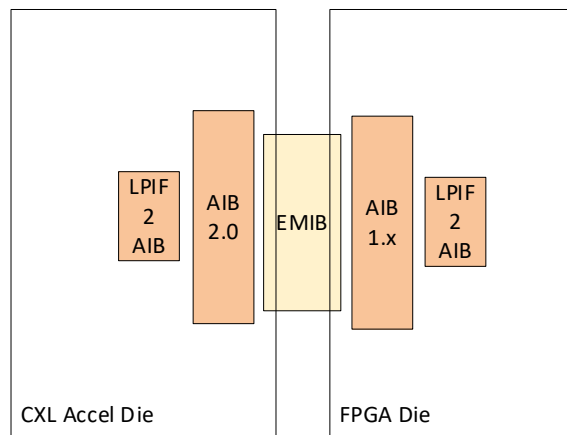 LPIF
2
AIB
AIB
2.0
EMIB
AIB
1.x
LPIF
2
AIB
CXL Accel Die
FPGA Die